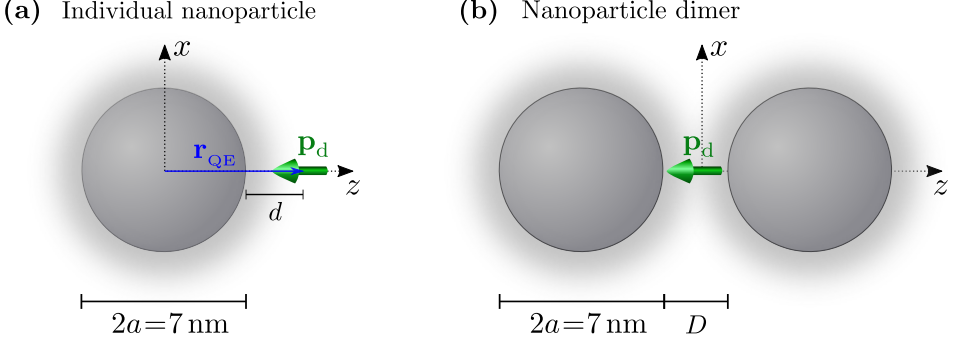 (a) Individual nanoparticle
x
r_QE
p_d
z
d
2a=7 nm
(b) Nanoparticle dimer
x
p_d
z
2a=7 nm
D